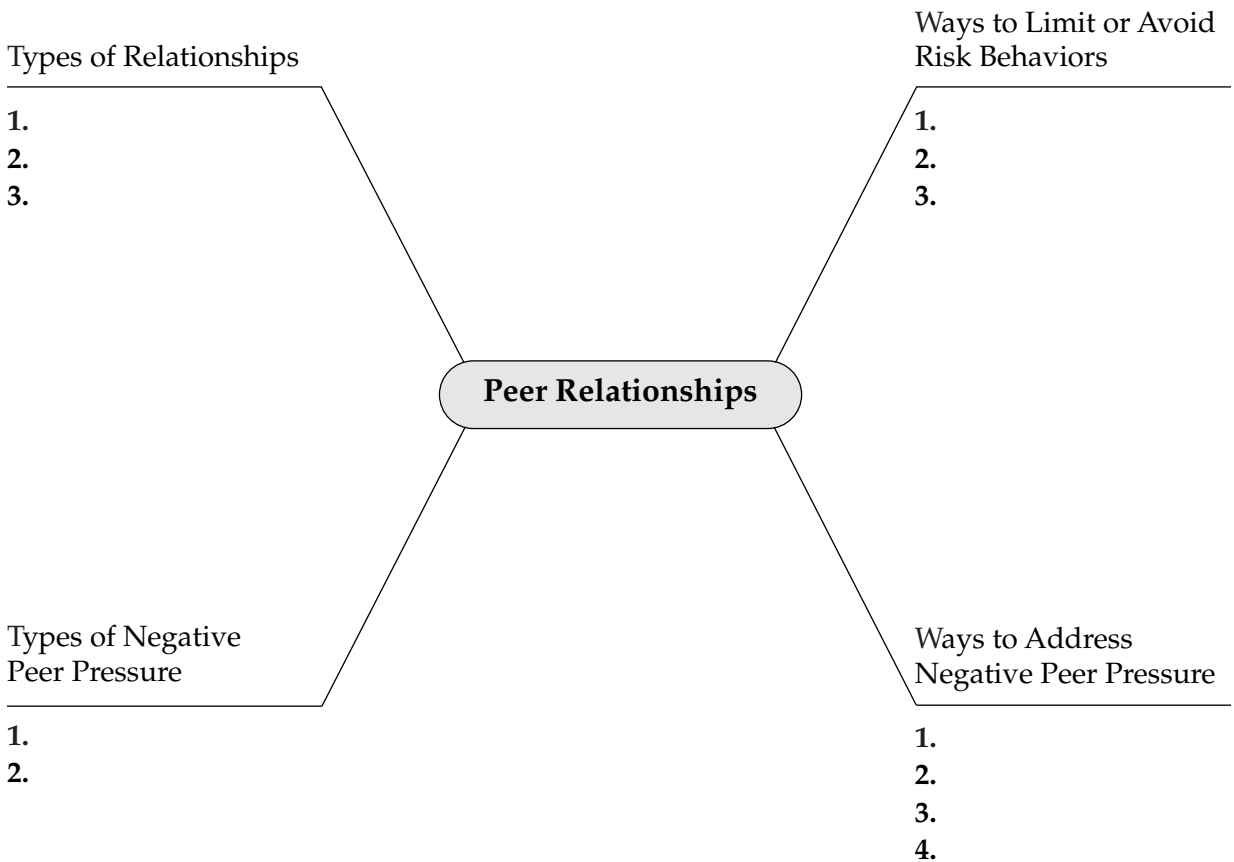 Types of Relationships
1.
2.
3.
Ways to Limit or Avoid
Risk Behaviors
1.
2.
3.
Peer Relationships
Types of Negative
Peer Pressure
1.
2.
Ways to Address
Negative Peer Pressure
1.
2.
3.
4.